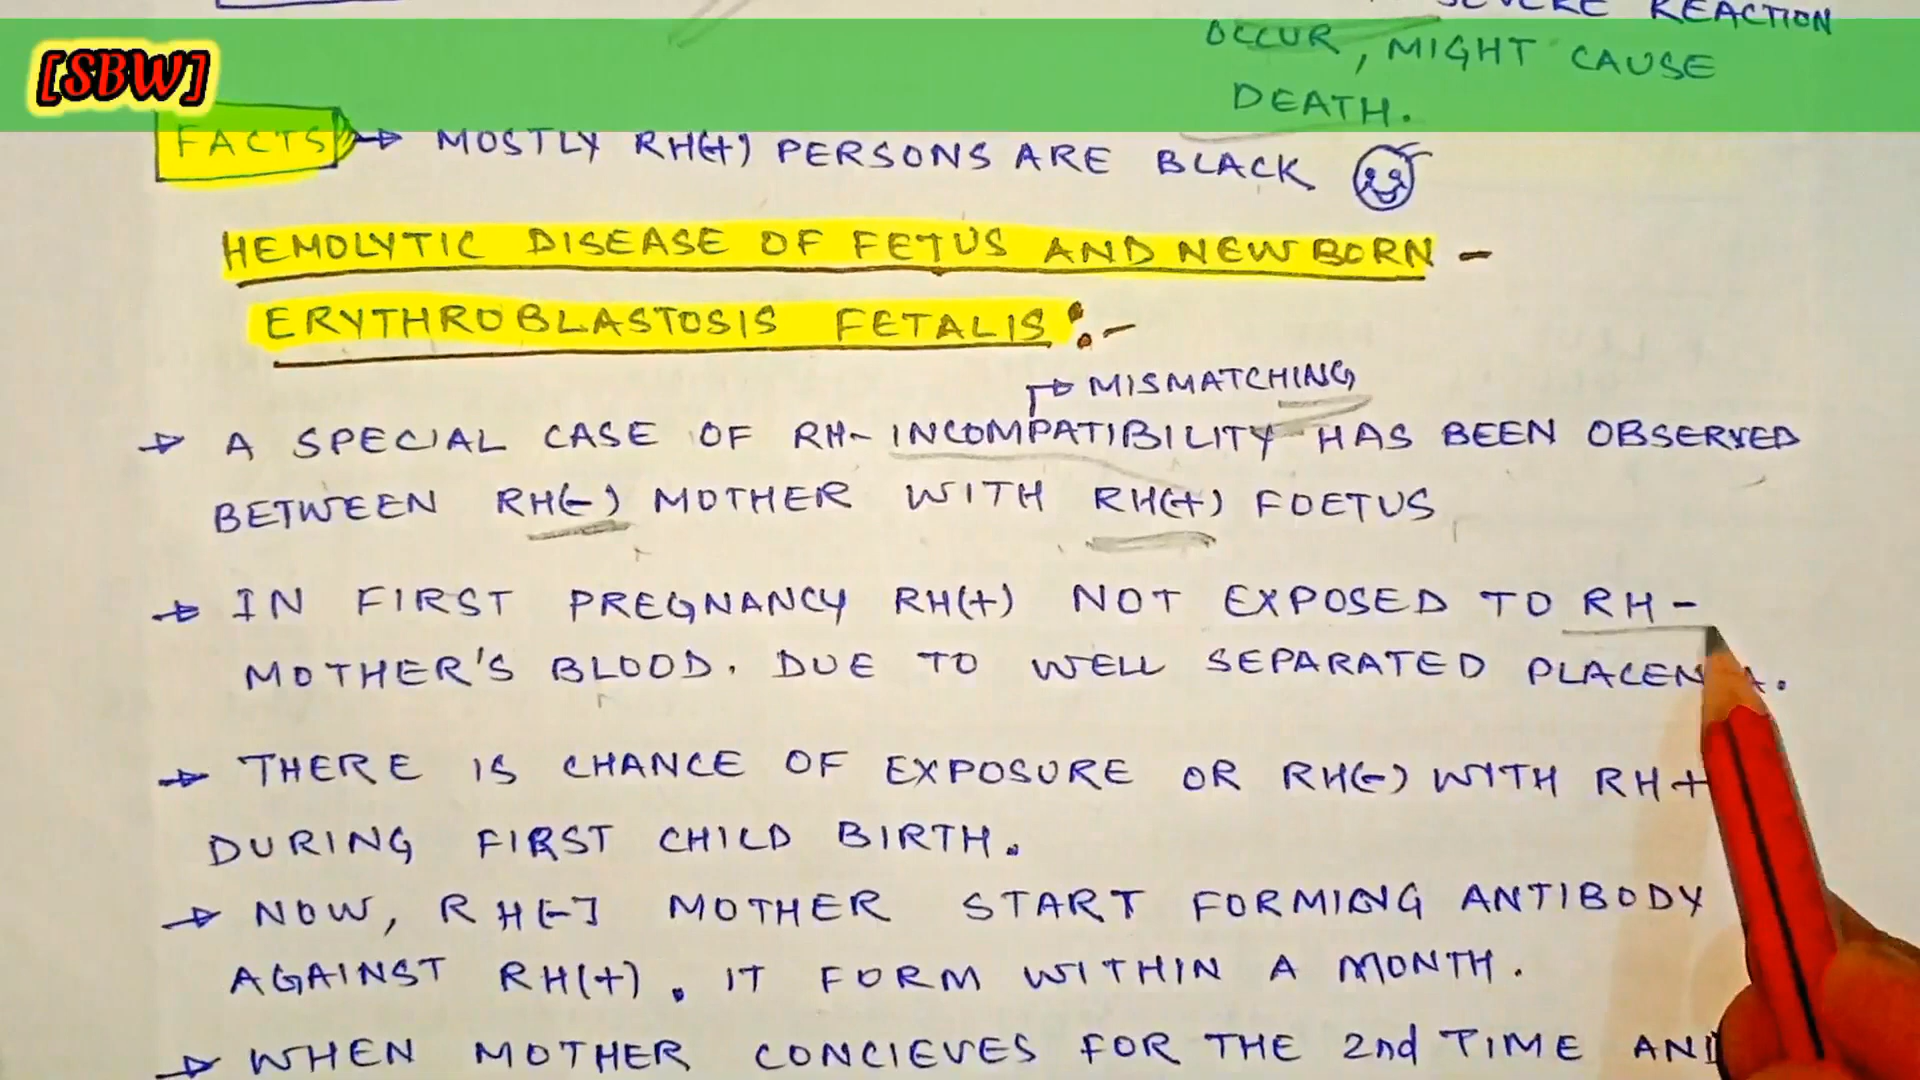 SEVERE REACTION
OCCUR, MIGHT CAUSE
DEATH.
[SBW]
FACTS → MOSTLY RH(+) PERSONS ARE BLACK
HEMOLYTIC DISEASE OF FETUS AND NEW BORN -
ERYTHROBLASTOSIS FETALIS :-
→ MISMATCHING
→ A SPECIAL CASE OF RH- INCOMPATIBILITY HAS BEEN OBSERVED
BETWEEN RH(-) MOTHER WITH RH(+) FOETUS
→ IN FIRST PREGNANCY RH(+) NOT EXPOSED TO RH-
MOTHER'S BLOOD. DUE TO WELL SEPARATED
→ THERE IS CHANCE OF EXPOSURE OR RH(-) WITH RH+
DURING FIRST CHILD BIRTH.
→ NOW, RH[-] MOTHER START FORMING ANTIBODY
AGAINST RH(+). IT FORM WITHIN A MONTH.
→ WHEN MOTHER CONCIEVES FOR THE 2nd TIME